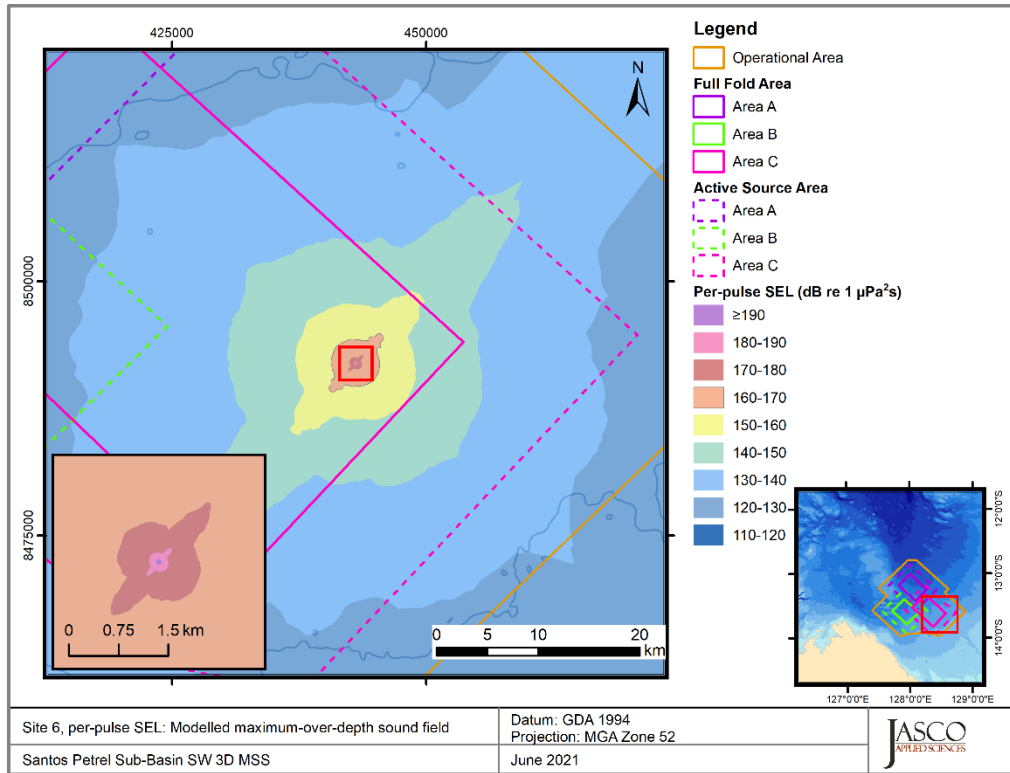 425000
450000
N
8500000
8475000
0 0.75 1.5 km
0 5 10 20
km
Legend
Operational Area
Full Fold Area
Area A
Area B
Area C
Active Source Area
Area A
Area B
Area C
Per-pulse SEL (dB re 1 µPa²s)
≥190
180-190
170-180
160-170
150-160
140-150
130-140
120-130
110-120
12°0'0"S
13°0'0"S
14°0'0"S
127°0'0"E
128°0'0"E
129°0'0"E
Site 6, per-pulse SEL: Modelled maximum-over-depth sound field
Datum: GDA 1994
Projection: MGA Zone 52
Santos Petrel Sub-Basin SW 3D MSS
June 2021
JASCO
APPLIED SCIENCES